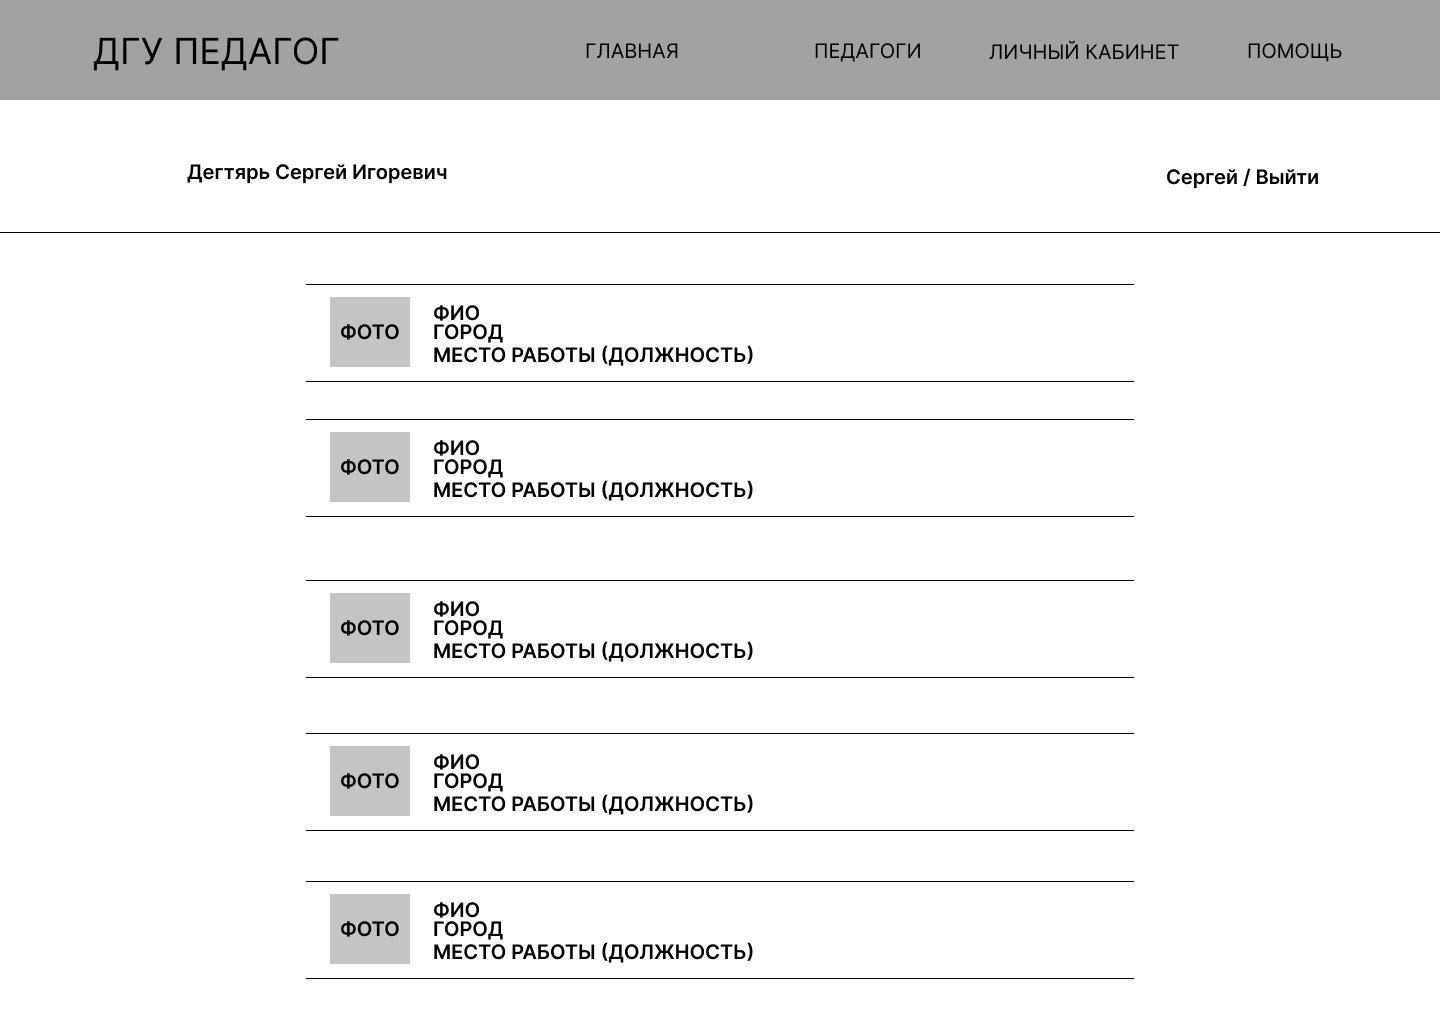 ДГУ ПЕДАГОГ
ГЛАВНАЯ
ПЕДАГОГИ
ЛИЧНЫЙ КАБИНЕТ
ПОМОЩЬ
Дегтярь Сергей Игоревич
Сергей / Выйти
ФОТО
ФИО
ГОРОД
МЕСТО РАБОТЫ (ДОЛЖНОСТЬ)
ФОТО
ФИО
ГОРОД
МЕСТО РАБОТЫ (ДОЛЖНОСТЬ)
ФОТО
ФИО
ГОРОД
МЕСТО РАБОТЫ (ДОЛЖНОСТЬ)
ФОТО
ФИО
ГОРОД
МЕСТО РАБОТЫ (ДОЛЖНОСТЬ)
ФОТО
ФИО
ГОРОД
МЕСТО РАБОТЫ (ДОЛЖНОСТЬ)